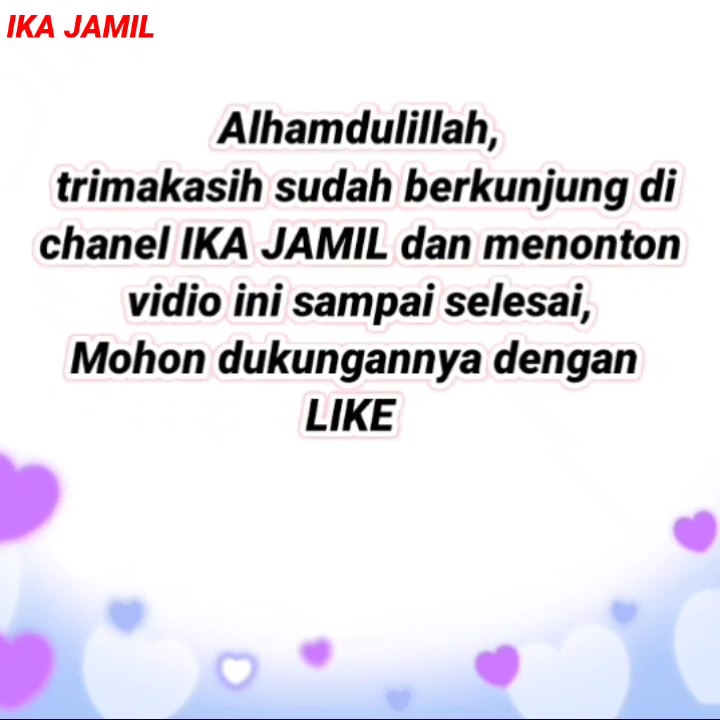 IKA JAMIL
Alhamdulillah,
trimakasih sudah berkunjung di
chanel IKA JAMIL dan menonton
vidio ini sampai selesai,
Mohon dukungannya dengan
LIKE